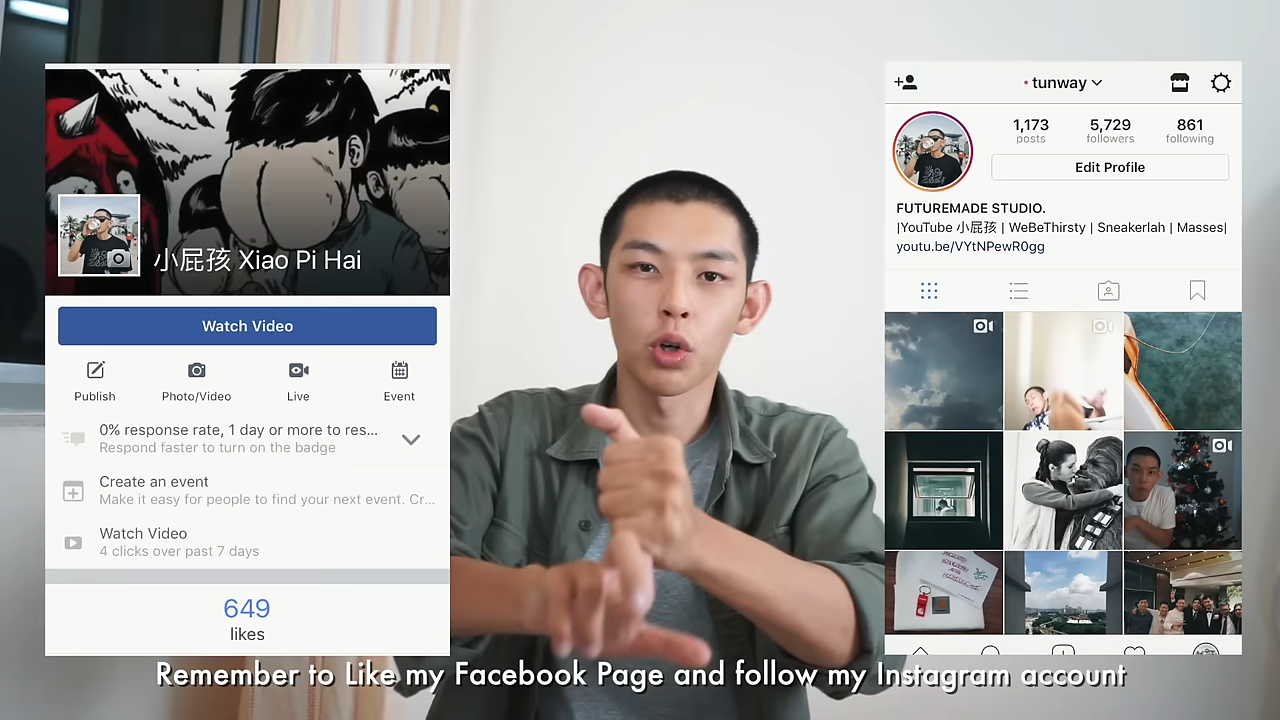 小屁孩 Xiao Pi Hai
Watch Video
Publish
Photo/Video
Live
Event
0% response rate, 1 day or more to res...
Respond faster to turn on the badge
Create an event
Make it easy for people to find your next event. Cr...
Watch Video
4 clicks over past 7 days
649
likes
tunway
1,173
posts
5,729
followers
861
following
Edit Profile
FUTUREMADE STUDIO.
|YouTube 小屁孩 | WeBeThirsty | Sneakerlah | Masses|
youtu.be/VYtNPewR0gg
Remember to Like my Facebook Page and follow my Instagram account